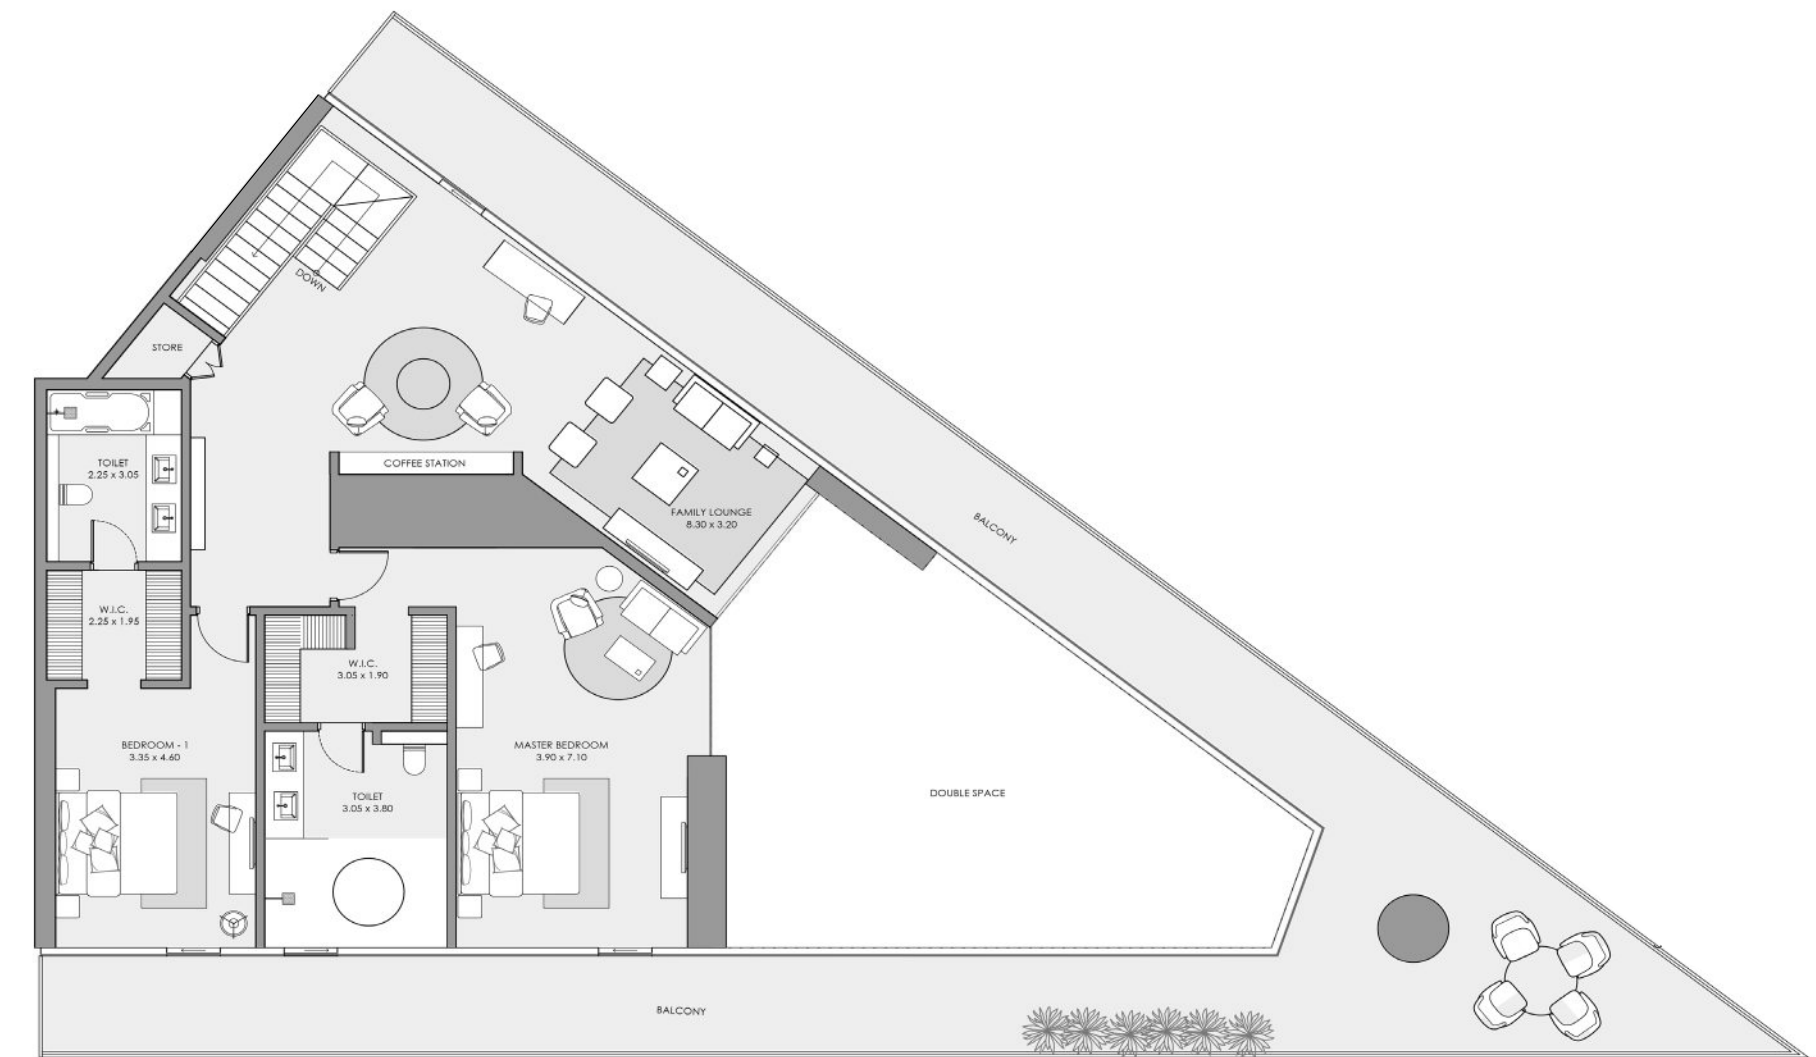 DOWN
STORE
TOILET
2.25 x 3.05
COFFEE STATION
FAMILY LOUNGE
8.30 x 3.20
BALCONY
W.I.C.
2.25 x 1.95
W.I.C.
3.05 x 1.90
BEDROOM - 1
3.35 x 4.60
MASTER BEDROOM
3.90 x 7.10
TOILET
3.05 x 3.80
DOUBLE SPACE
BALCONY